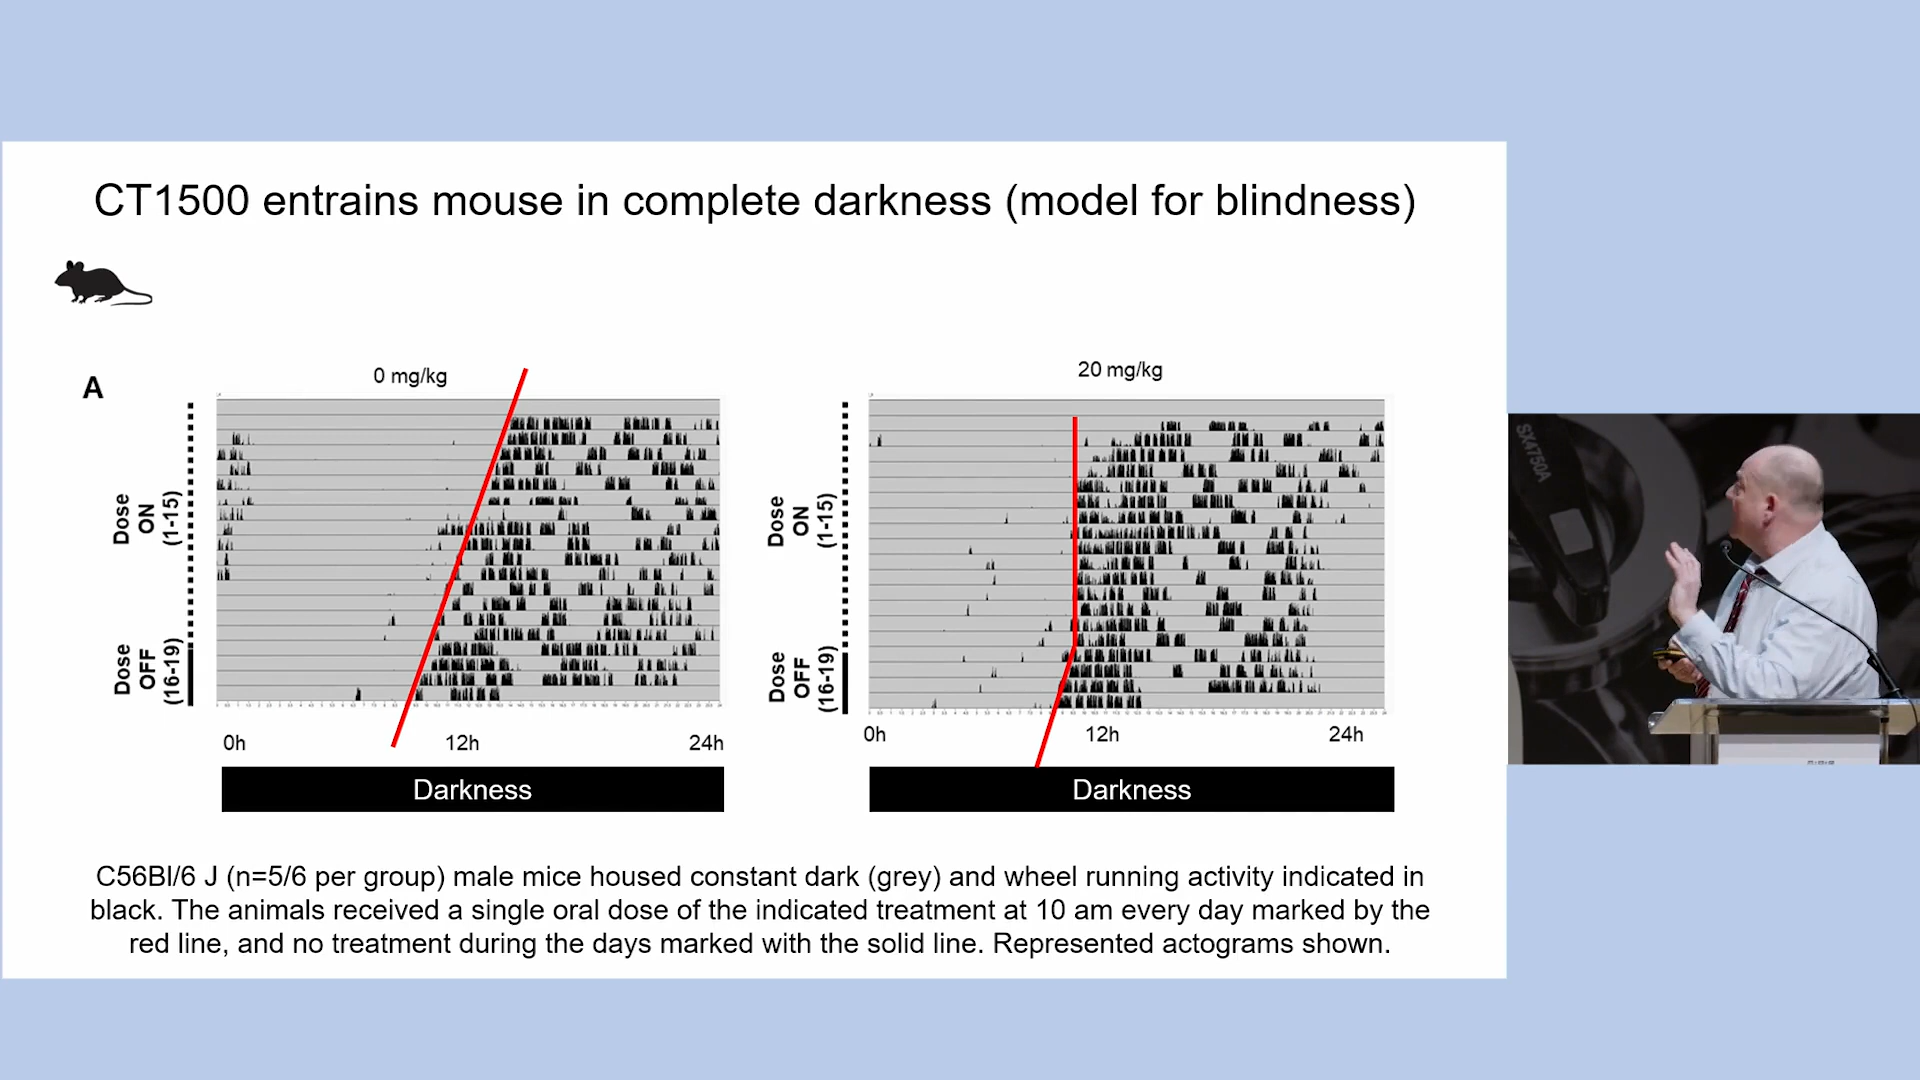 CT1500 entrains mouse in complete darkness (model for blindness)
A
0 mg/kg
20 mg/kg
Dose
ON
(1-15)
Dose
OFF
(16-19)
Dose
ON
(1-15)
Dose
OFF
(16-19)
0h
12h
24h
0h
12h
24h
Darkness
Darkness
C56Bl/6 J (n=5/6 per group) male mice housed constant dark (grey) and wheel running activity indicated in
black. The animals received a single oral dose of the indicated treatment at 10 am every day marked by the
red line, and no treatment during the days marked with the solid line. Represented actograms shown.
SX4750A